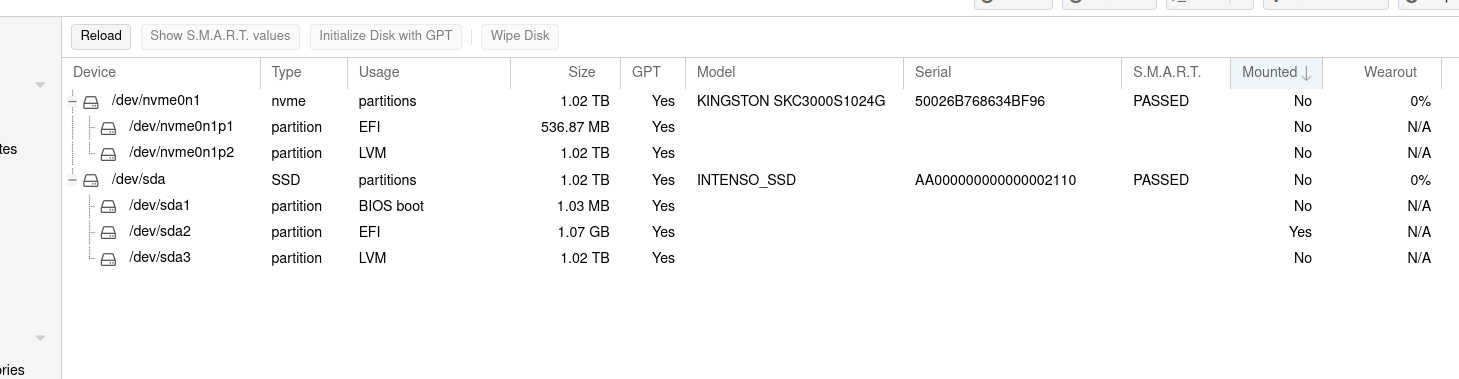 Reload Show S.M.A.R.T. values Initialize Disk with GPT Wipe Disk
Device Type Usage Size GPT Model Serial S.M.A.R.T. Mounted Wearout
/dev/nvme0n1 nvme partitions 1.02 TB Yes KINGSTON SKC3000S1024G 50026B768634BF96 PASSED No 0%
/dev/nvme0n1p1 partition EFI 536.87 MB Yes No N/A
tes
/dev/nvme0n1p2 partition LVM 1.02 TB Yes No N/A
/dev/sda SSD partitions 1.02 TB Yes INTENSO_SSD AA000000000000002110 PASSED No 0%
/dev/sda1 partition BIOS boot 1.03 MB Yes No N/A
/dev/sda2 partition EFI 1.07 GB Yes Yes N/A
/dev/sda3 partition LVM 1.02 TB Yes No N/A
ories